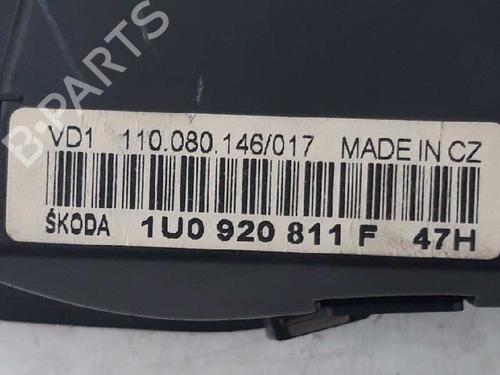 VD1 110.080.146/017 MADE IN CZ
ŠKODA 1U0 920 811 F 47H
B-PARTS